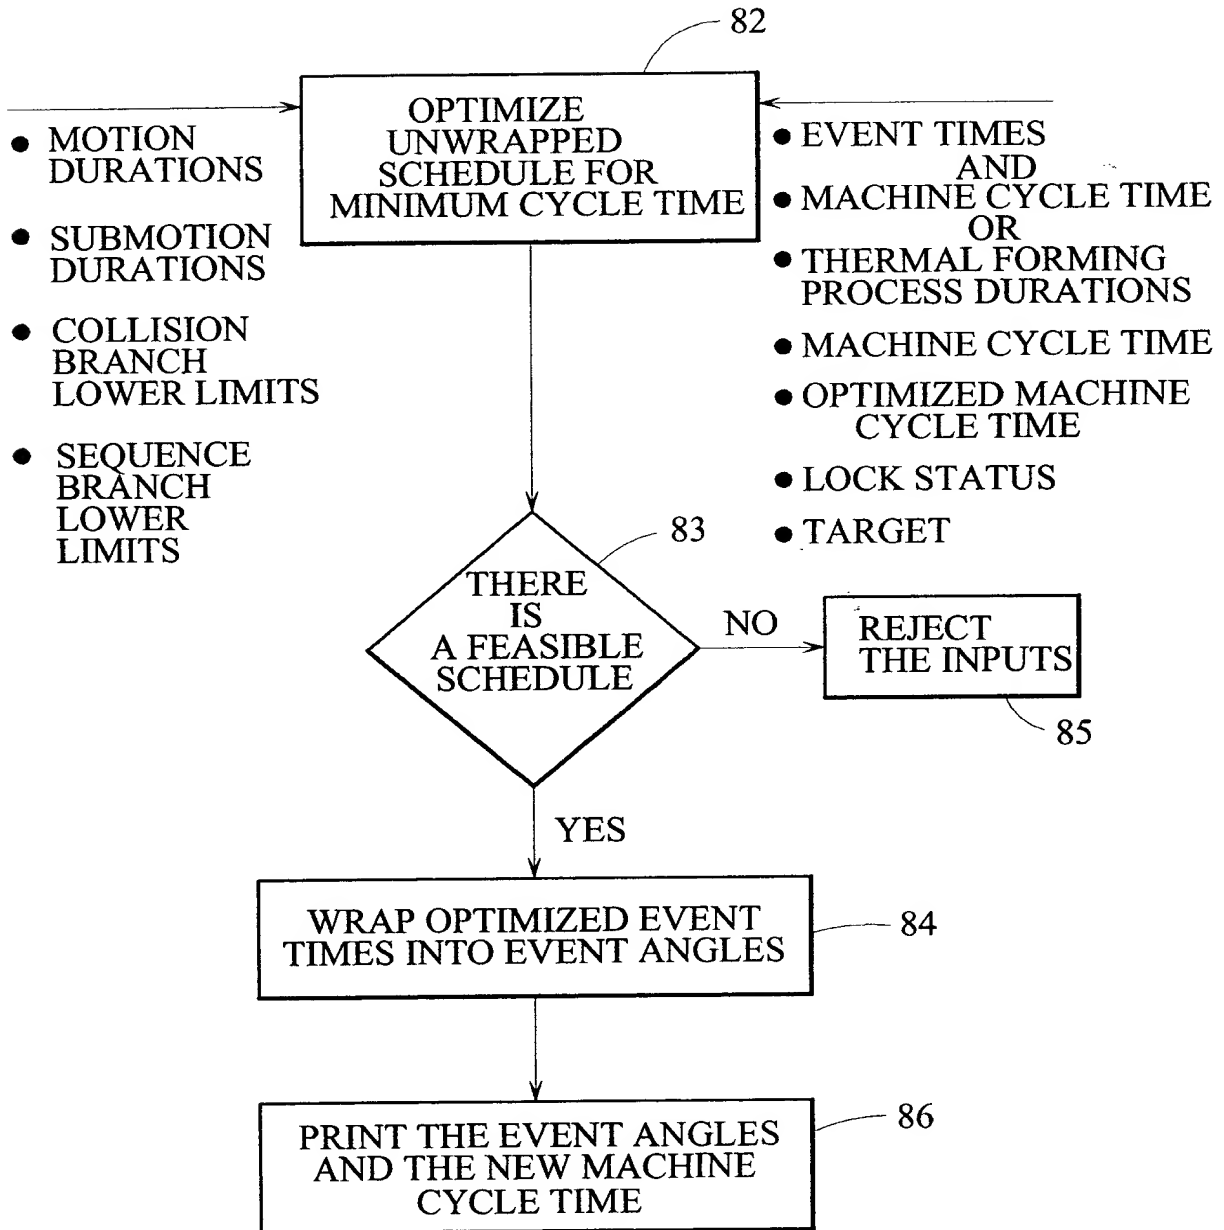 82
OPTIMIZE
UNWRAPPED
SCHEDULE FOR
MINIMUM CYCLE TIME
• MOTION
DURATIONS
• SUBMOTION
DURATIONS
• COLLISION
BRANCH
LOWER LIMITS
• SEQUENCE
BRANCH
LOWER
LIMITS
• EVENT TIMES
AND
• MACHINE CYCLE TIME
OR
• THERMAL FORMING
PROCESS DURATIONS
• MACHINE CYCLE TIME
• OPTIMIZED MACHINE
CYCLE TIME
• LOCK STATUS
• TARGET
83
THERE
IS
A FEASIBLE
SCHEDULE
NO
REJECT
THE INPUTS
85
YES
WRAP OPTIMIZED EVENT
TIMES INTO EVENT ANGLES
84
PRINT THE EVENT ANGLES
AND THE NEW MACHINE
CYCLE TIME
86